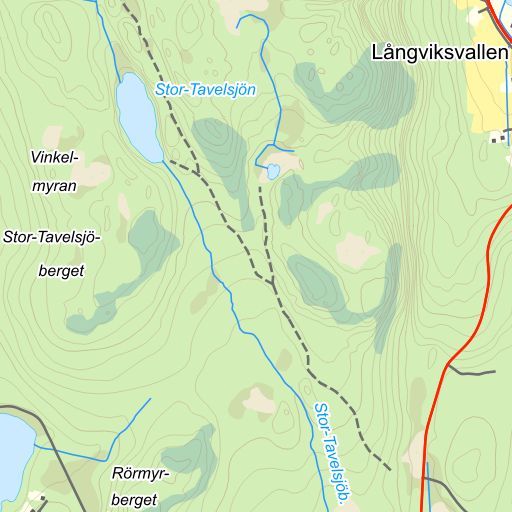 Långviksvallen
Stor-Tavelsjön
Vinkel-
myran
Stor-Tavelsjö-
berget
Stor-Tavelsjöb.
Rörmyr-
berget